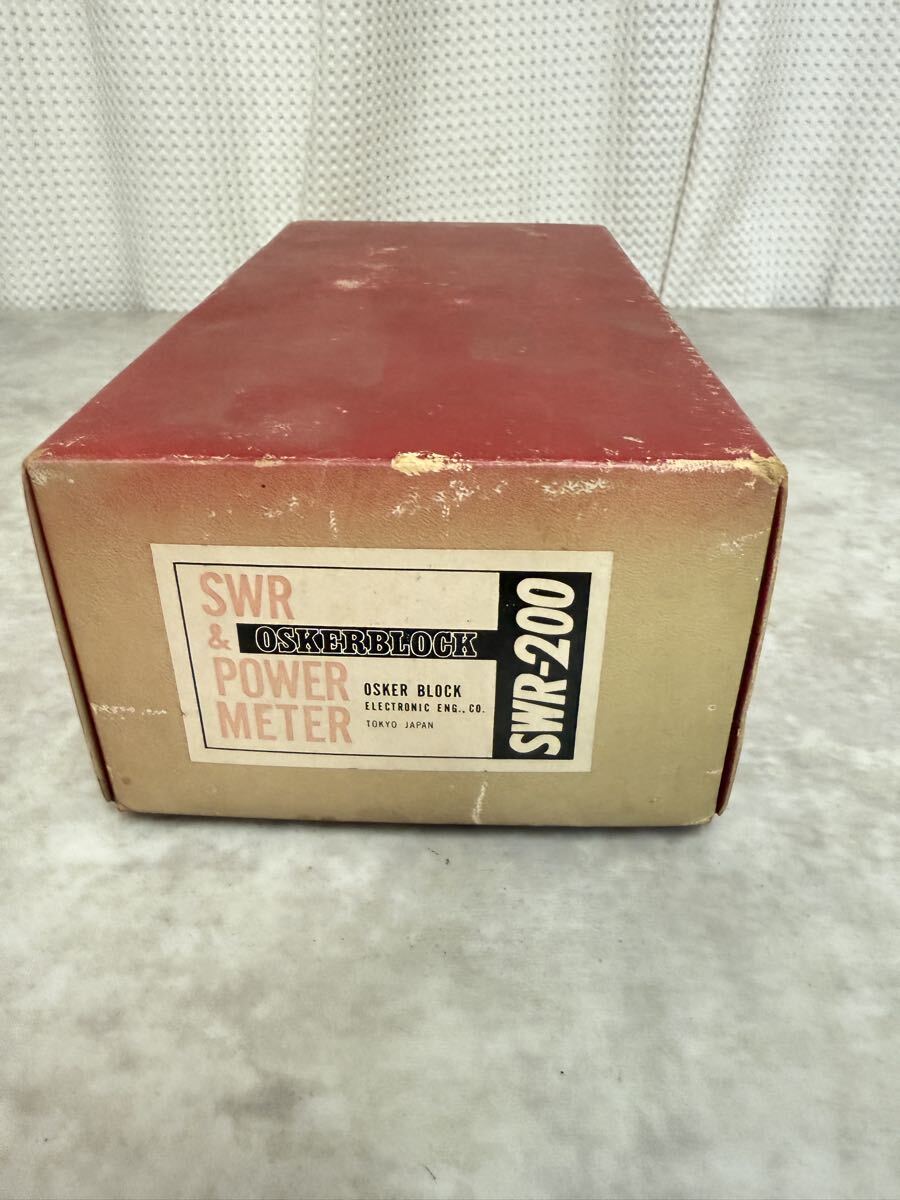 SWR
& OSKERBLOCK
POWER
METER
OSKER BLOCK
ELECTRONIC ENG., CO.
TOKYO JAPAN
SWR-200